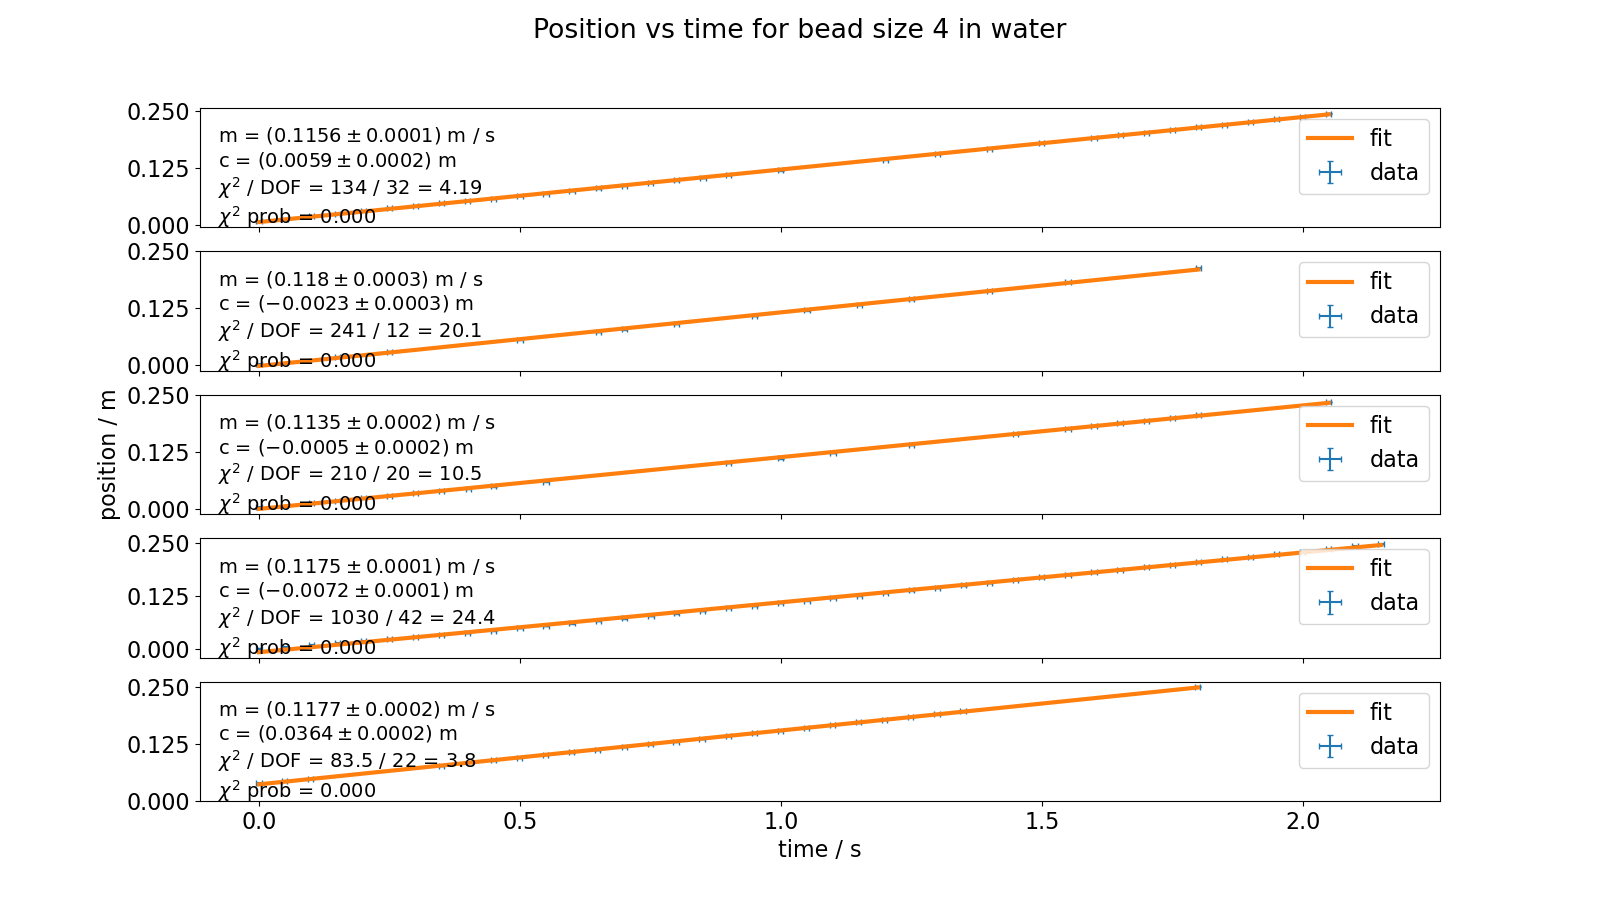 Position vs time for bead size 4 in water
0.250
0.125
0.000
m = (0.1156 ± 0.0001) m / s
c = (0.0059 ± 0.0002) m
χ² / DOF = 134 / 32 = 4.19
χ² prob = 0.000
fit
data
0.250
0.125
0.000
m = (0.118 ± 0.0003) m / s
c = (−0.0023 ± 0.0003) m
χ² / DOF = 241 / 12 = 20.1
χ² prob = 0.000
fit
data
position / m
0.250
0.125
0.000
m = (0.1135 ± 0.0002) m / s
c = (−0.0005 ± 0.0002) m
χ² / DOF = 210 / 20 = 10.5
χ² prob = 0.000
fit
data
0.250
0.125
0.000
m = (0.1175 ± 0.0001) m / s
c = (−0.0072 ± 0.0001) m
χ² / DOF = 1030 / 42 = 24.4
χ² prob = 0.000
fit
data
0.250
0.125
0.000
m = (0.1177 ± 0.0002) m / s
c = (0.0364 ± 0.0002) m
χ² / DOF = 83.5 / 22 = 3.8
χ² prob = 0.000
fit
data
0.0 0.5 1.0 1.5 2.0
time / s